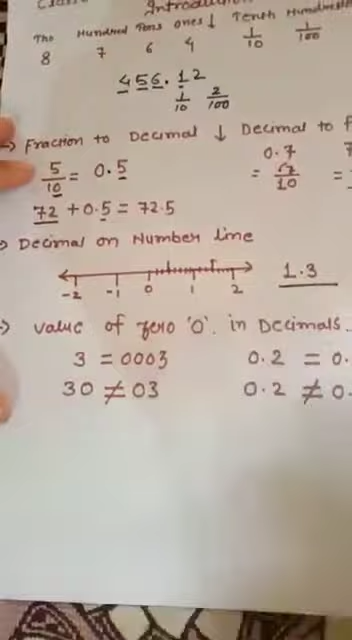 Introduction
Tho Hundred Tens ones ↓ Tenth Hundredth
8 7 6 4 1/10 1/100
456.12
1/10 2/100
→ Fraction to Decimal ↓ Decimal to F
5/10 = 0.5 0.7
= 7/10 =
72 + 0.5 = 72.5
Decimal on Number line
-2 -1 0 1 2 1.3
→ value of zero '0'. in Decimals.
3 = 0003 0.2 = 0.
30 ≠ 03 0.2 ≠ 0.